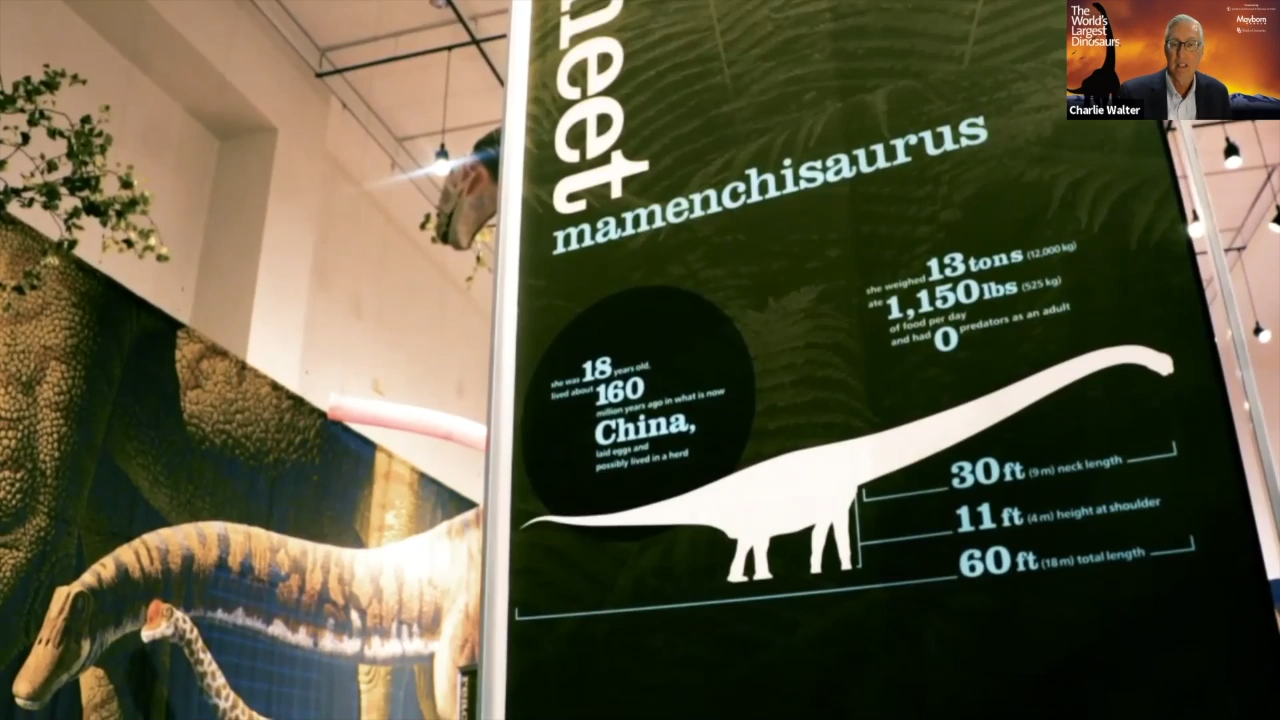 meet
mamenchisaurus
she weighed 13 tons (12,000 kg)
ate 1,150 lbs (525 kg)
of food per day
and had 0 predators as an adult
she was 18 years old,
lived about 160
million years ago in what is now
China,
laid eggs and
possibly lived in a herd
30 ft (9 m) neck length
11 ft (4 m) height at shoulder
60 ft (18 m) total length
The
World's
Largest
Dinosaurs
Mayborn
Charlie Walter